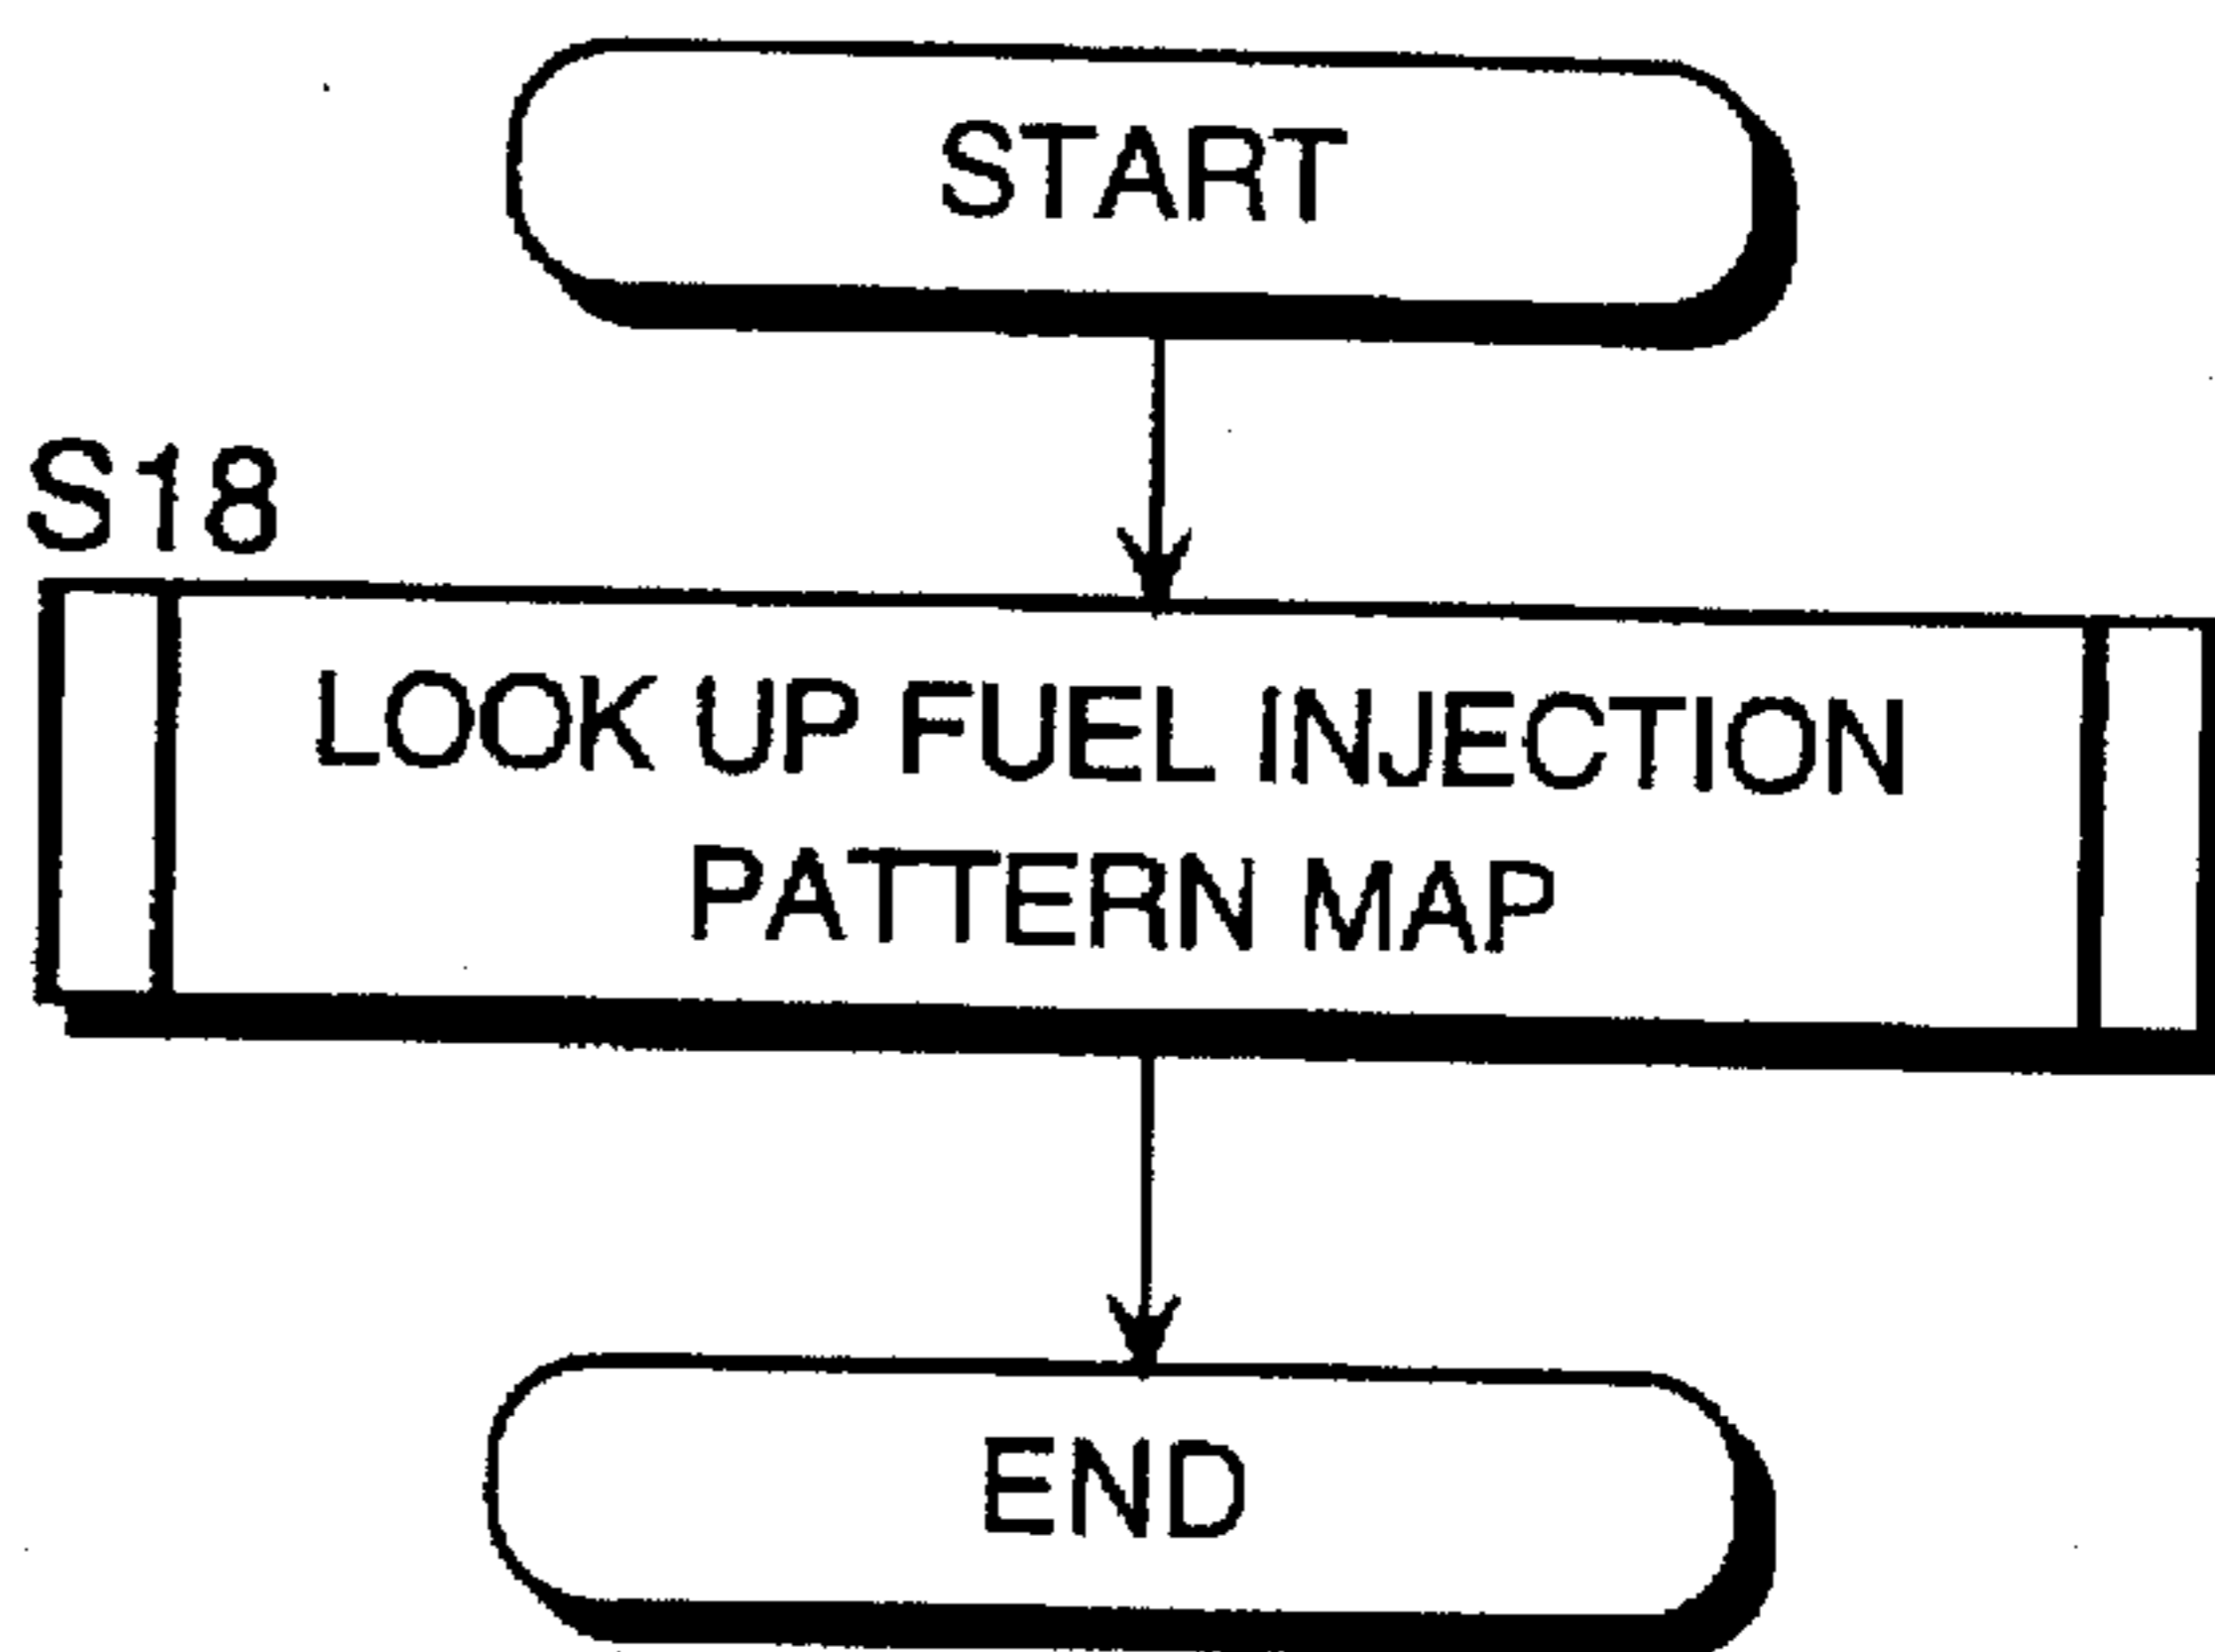 START
S18
LOOK UP FUEL INJECTION
PATTERN MAP
END